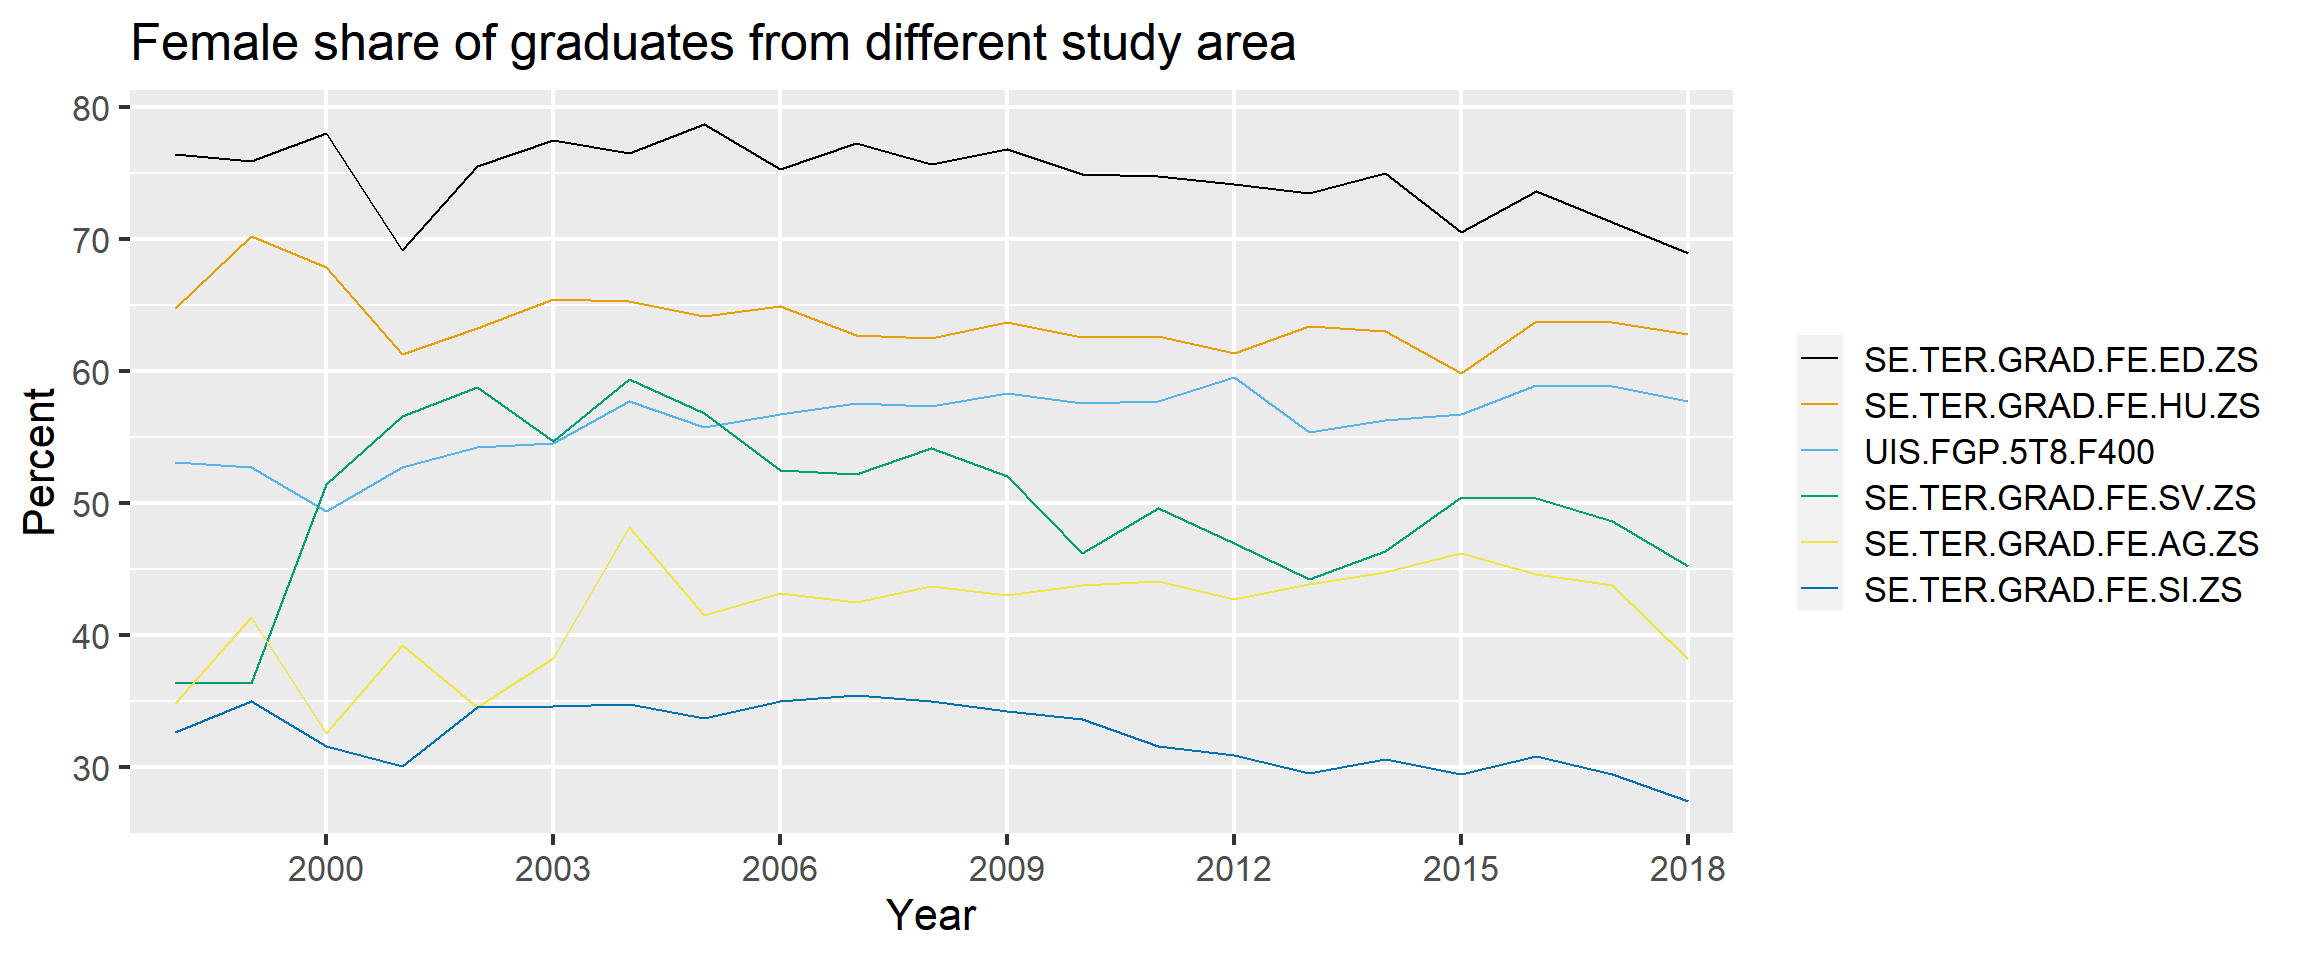 Female share of graduates from different study area
80
70
60
50
40
30
Percent
2000 2003 2006 2009 2012 2015 2018
Year
SE.TER.GRAD.FE.ED.ZS
SE.TER.GRAD.FE.HU.ZS
UIS.FGP.5T8.F400
SE.TER.GRAD.FE.SV.ZS
SE.TER.GRAD.FE.AG.ZS
SE.TER.GRAD.FE.SI.ZS